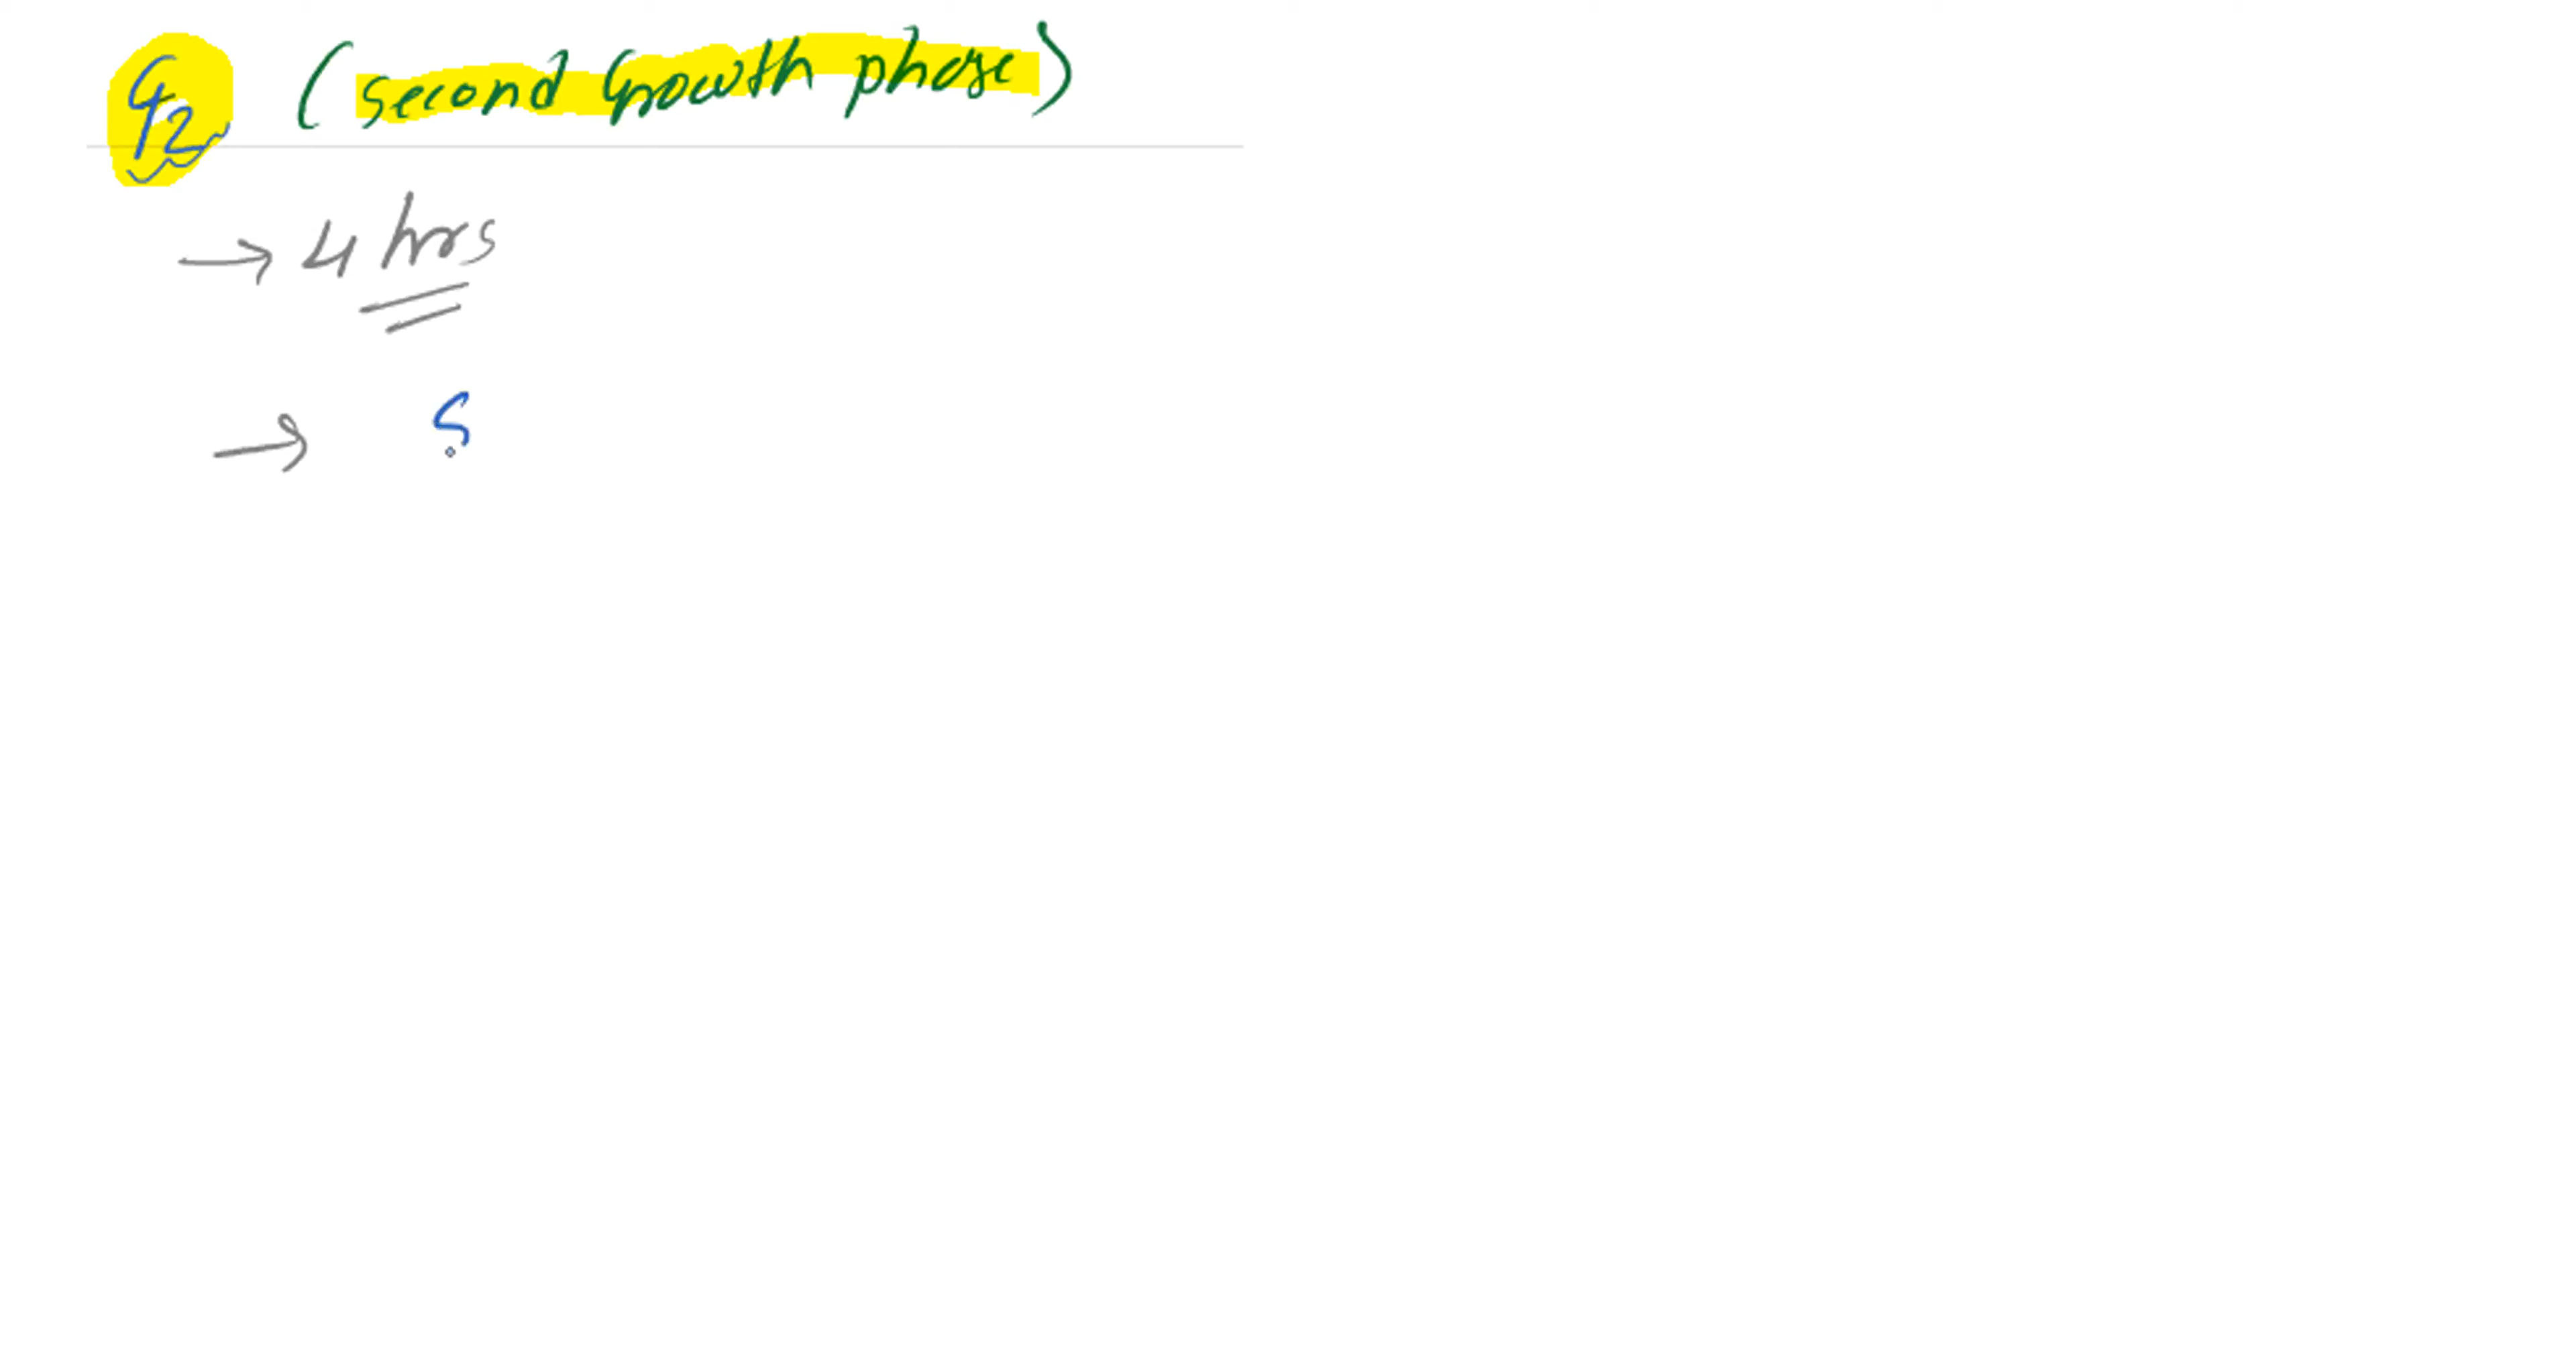 G2 (second Growth phase)
→ 4 hrs
→ S